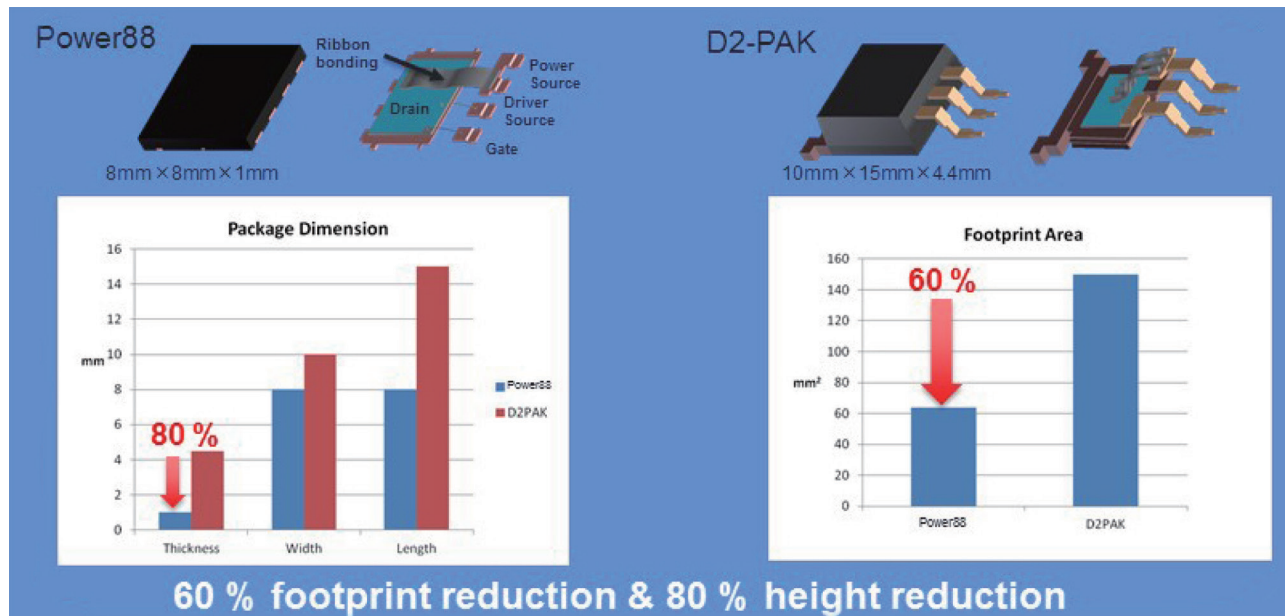 Power88
Ribbon
bonding
Power
Source
Drain
Driver
Source
Gate
8mm×8mm×1mm
D2-PAK
10mm×15mm×4.4mm
Package Dimension
16
14
12
10
8
6
4
2
0
mm
80 %
Thickness
Width
Length
Power88
D2PAK
Footprint Area
160
140
120
100
80
60
40
20
0
mm²
60 %
Power88
D2PAK
60 % footprint reduction & 80 % height reduction